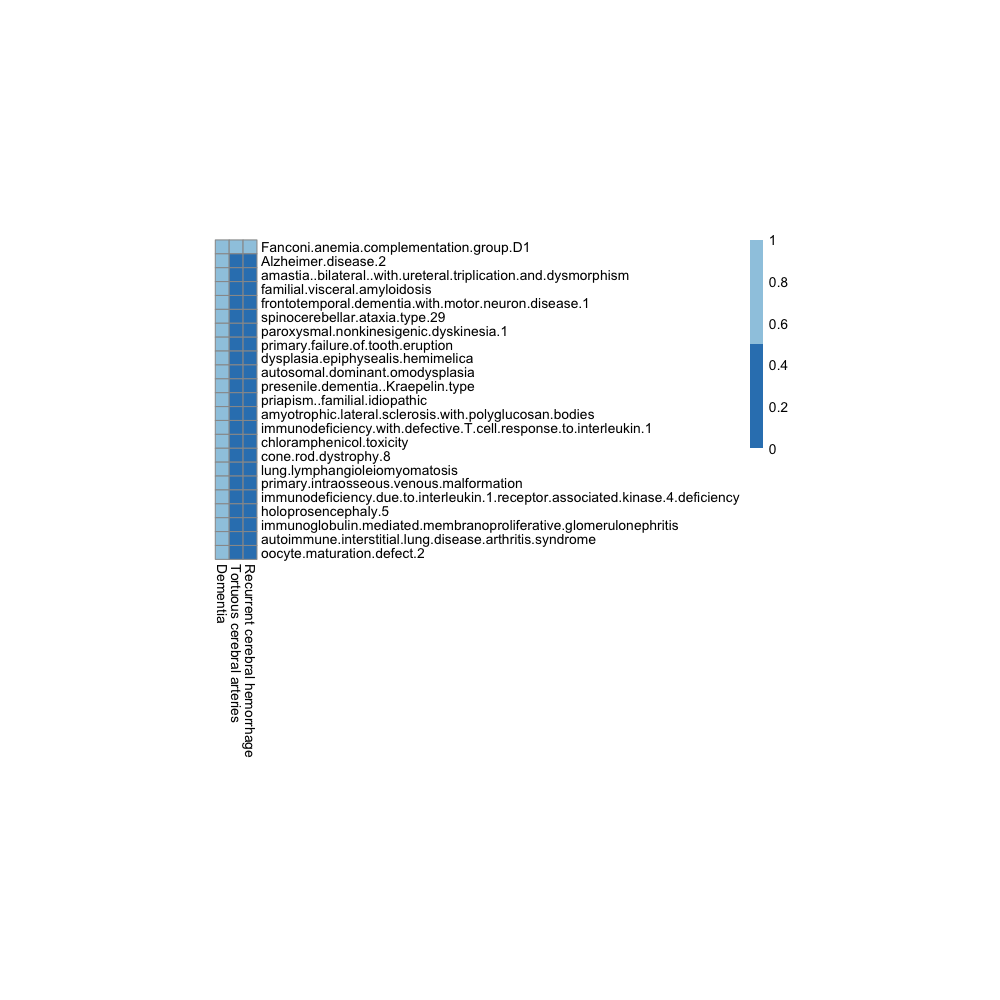 Fanconi.anemia.complementation.group.D1
Alzheimer.disease.2
amastia..bilateral..with.ureteral.triplication.and.dysmorphism
familial.visceral.amyloidosis
frontotemporal.dementia.with.motor.neuron.disease.1
spinocerebellar.ataxia.type.29
paroxysmal.nonkinesigenic.dyskinesia.1
primary.failure.of.tooth.eruption
dysplasia.epiphysealis.hemimelica
autosomal.dominant.omodysplasia
presenile.dementia..Kraepelin.type
priapism..familial.idiopathic
amyotrophic.lateral.sclerosis.with.polyglucosan.bodies
immunodeficiency.with.defective.T.cell.response.to.interleukin.1
chloramphenicol.toxicity
cone.rod.dystrophy.8
lung.lymphangioleiomyomatosis
primary.intraosseous.venous.malformation
immunodeficiency.due.to.interleukin.1.receptor.associated.kinase.4.deficiency
holoprosencephaly.5
immunoglobulin.mediated.membranoproliferative.glomerulonephritis
autoimmune.interstitial.lung.disease.arthritis.syndrome
oocyte.maturation.defect.2
Dementia
Tortuous cerebral arteries
Recurrent cerebral hemorrhage
1
0.8
0.6
0.4
0.2
0